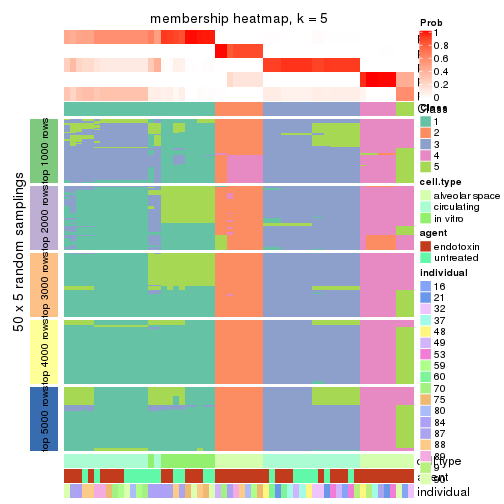 membership heatmap, k = 5
50 x 5 random samplings
top 1000 rows
top 2000 rows
top 3000 rows
top 4000 rows
top 5000 rows
Class
cell.type
agent
individual
Prob
1
0.8
0.6
0.4
0.2
0
Class
1
2
3
4
5
cell.type
alveolar space
circulating
in vitro
agent
endotoxin
untreated
individual
16
21
32
37
48
49
53
59
60
70
75
80
84
87
88
89